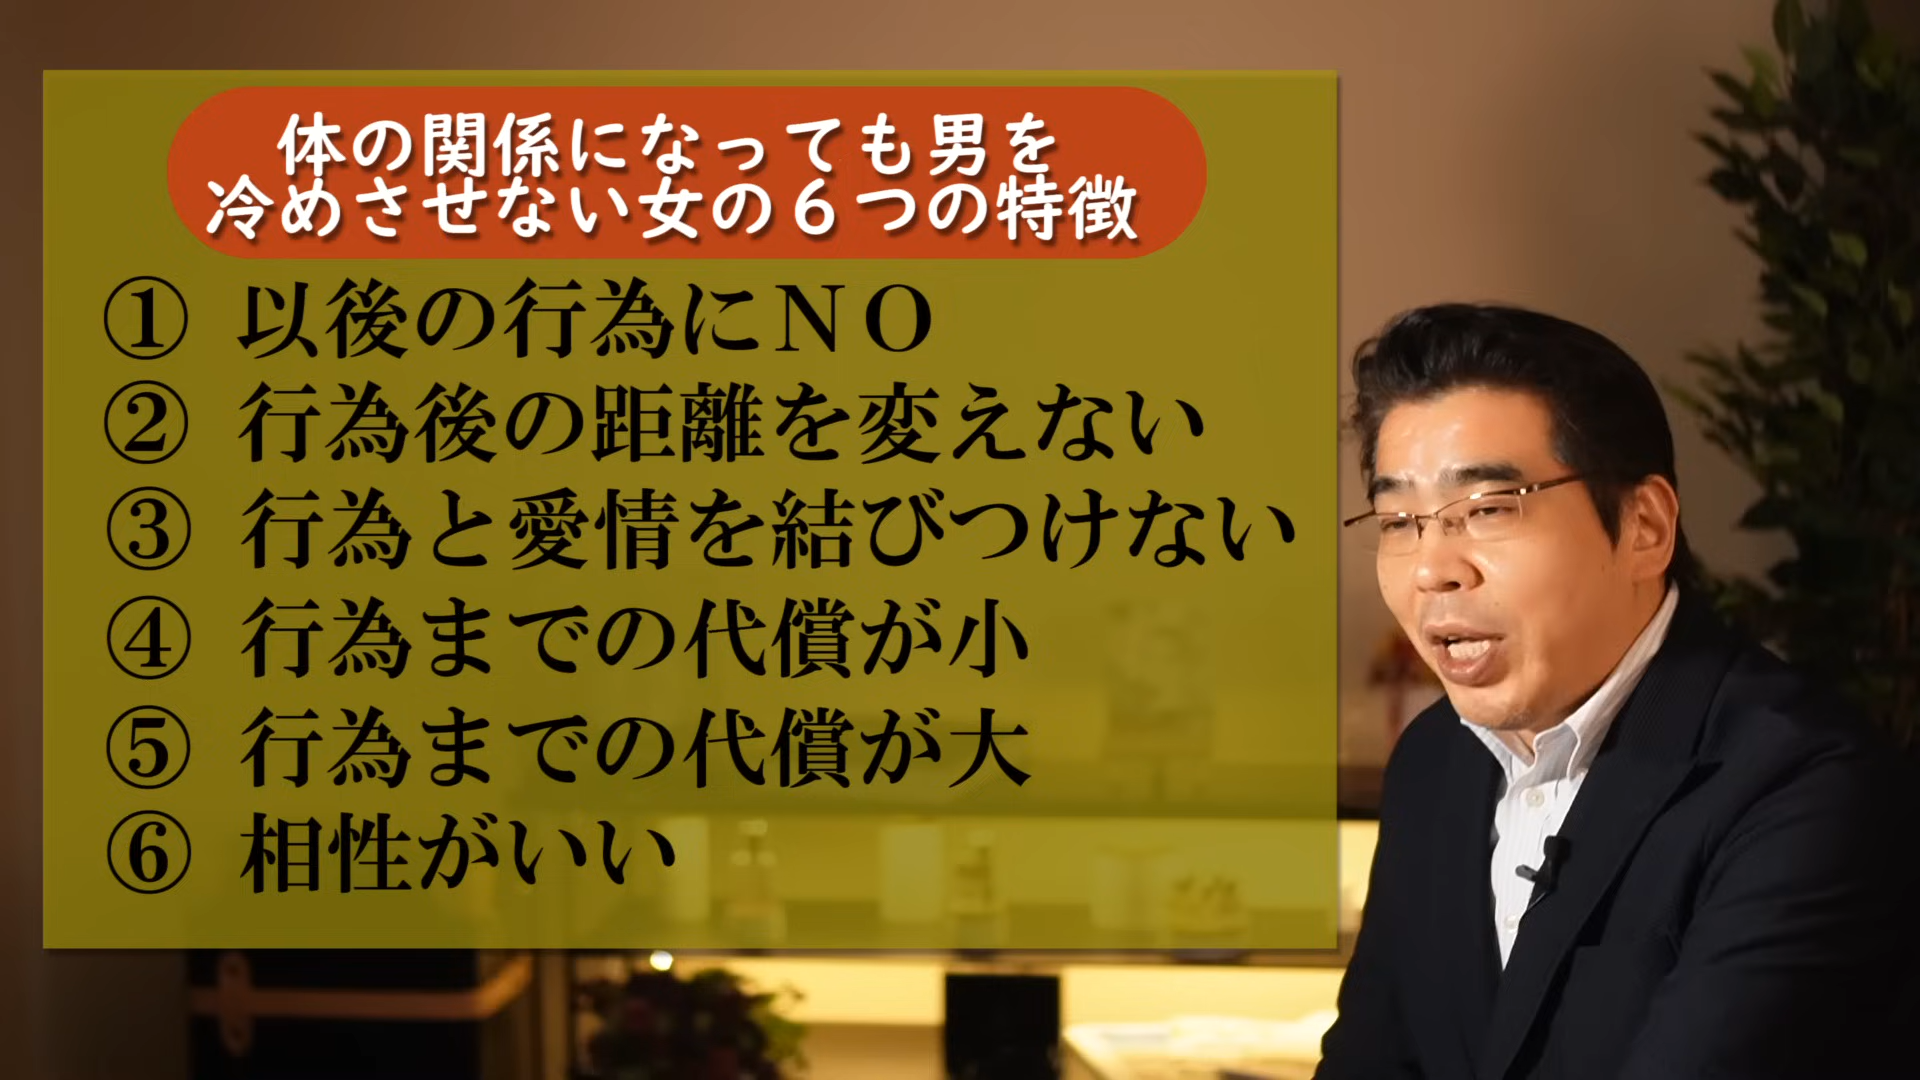 体の関係になっても男を
冷めさせない女の６つの特徴
① 以後の行為にＮＯ
② 行為後の距離を変えない
③ 行為と愛情を結びつけない
④ 行為までの代償が小
⑤ 行為までの代償が大
⑥ 相性がいい